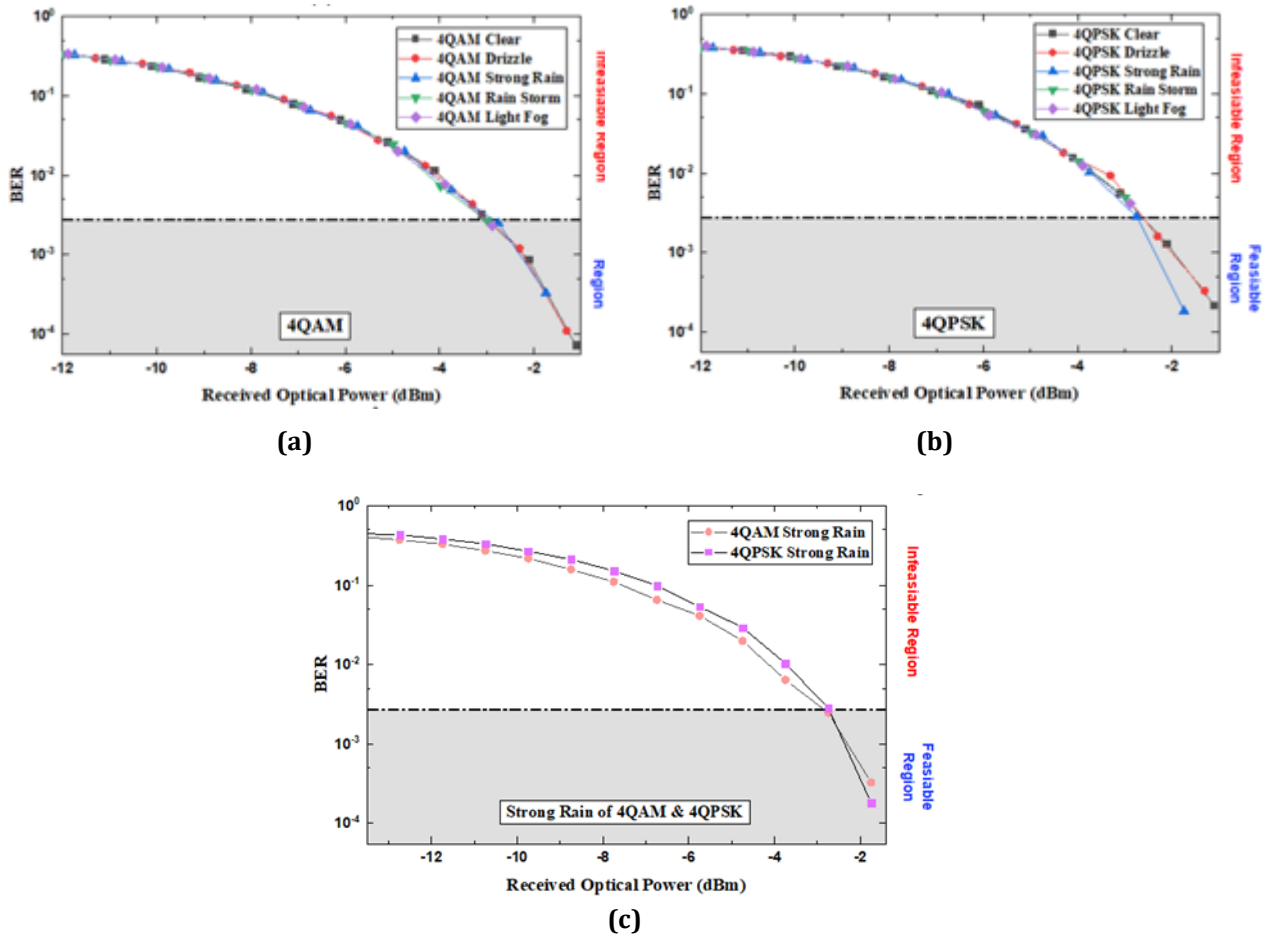 10⁰
10⁻¹
10⁻²
10⁻³
10⁻⁴
BER
4QAM Clear
4QAM Drizzle
4QAM Strong Rain
4QAM Rain Storm
4QAM Light Fog
4QAM
-12 -10 -8 -6 -4 -2
Received Optical Power (dBm)
Infeasiable Region
Region
(a)
10⁰
10⁻¹
10⁻²
10⁻³
10⁻⁴
BER
4QPSK Clear
4QPSK Drizzle
4QPSK Strong Rain
4QPSK Rain Storm
4QPSK Light Fog
4QPSK
-12 -10 -8 -6 -4 -2
Received Optical Power (dBm)
Infeasiable Region
Feasiable
Region
(b)
10⁰
10⁻¹
10⁻²
10⁻³
10⁻⁴
BER
4QAM Strong Rain
4QPSK Strong Rain
Strong Rain of 4QAM & 4QPSK
-12 -10 -8 -6 -4 -2
Received Optical Power (dBm)
Infeasiable Region
Feasiable
Region
(c)